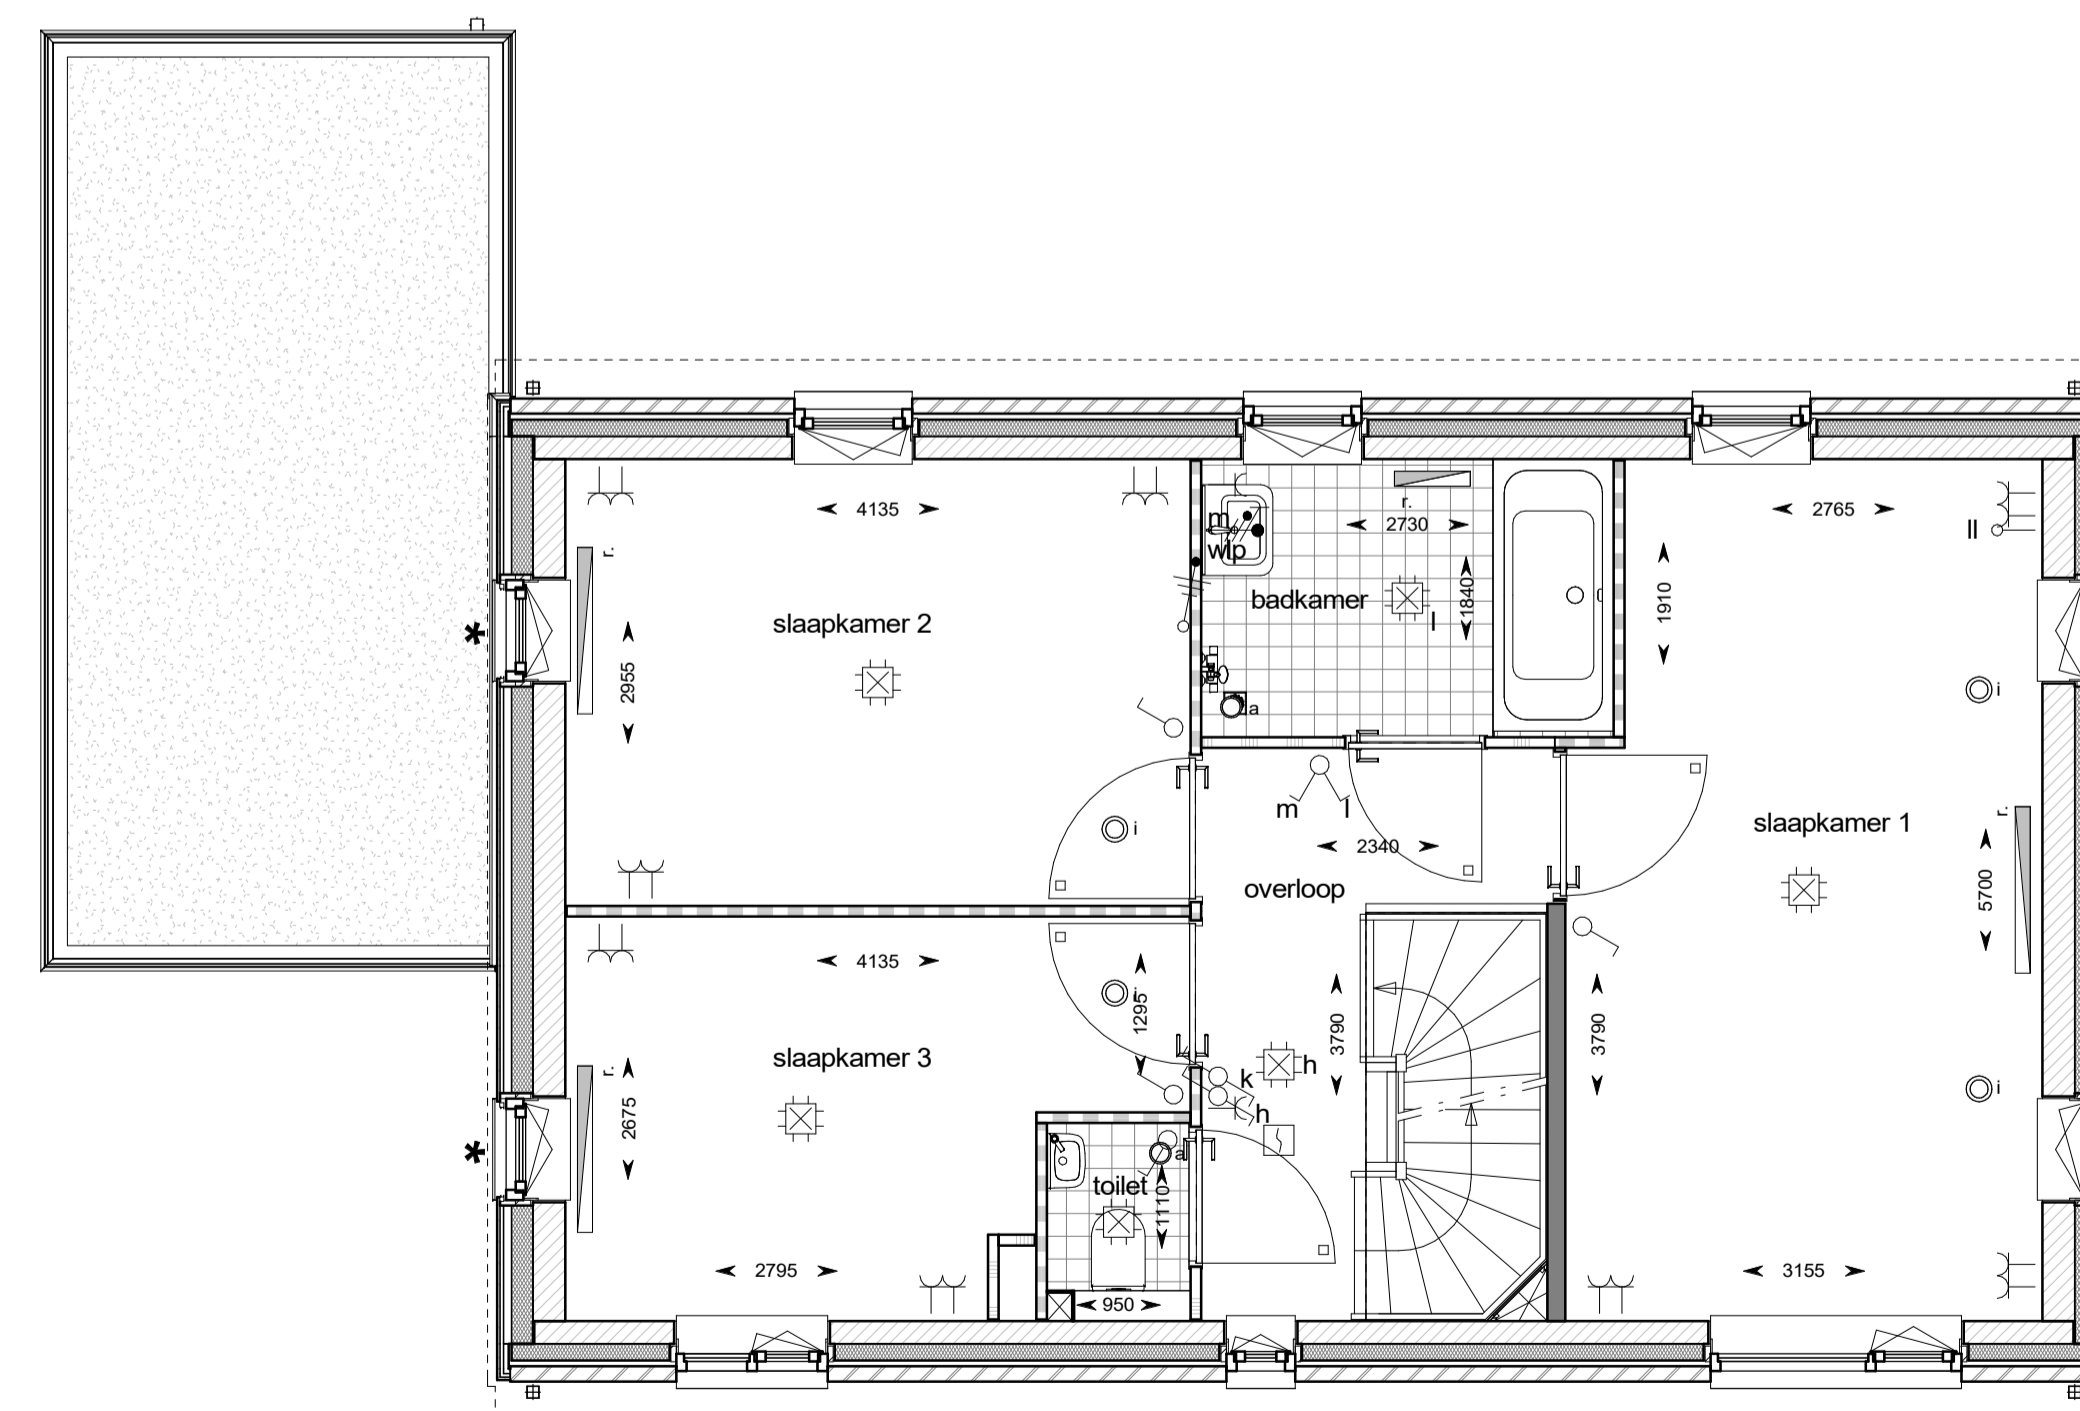 4135
r.
2730
2765
m
wlp
ll
r.
badkamer
1840
l
1910
slaapkamer 2
*
2955
i
a
i
m
l
2340
slaapkamer 1
r.
overloop
5700
4135
i
1295
3790
3790
slaapkamer 3
r.
k
h
h
i
2675
*
a
toilet
1110
2795
950
3155